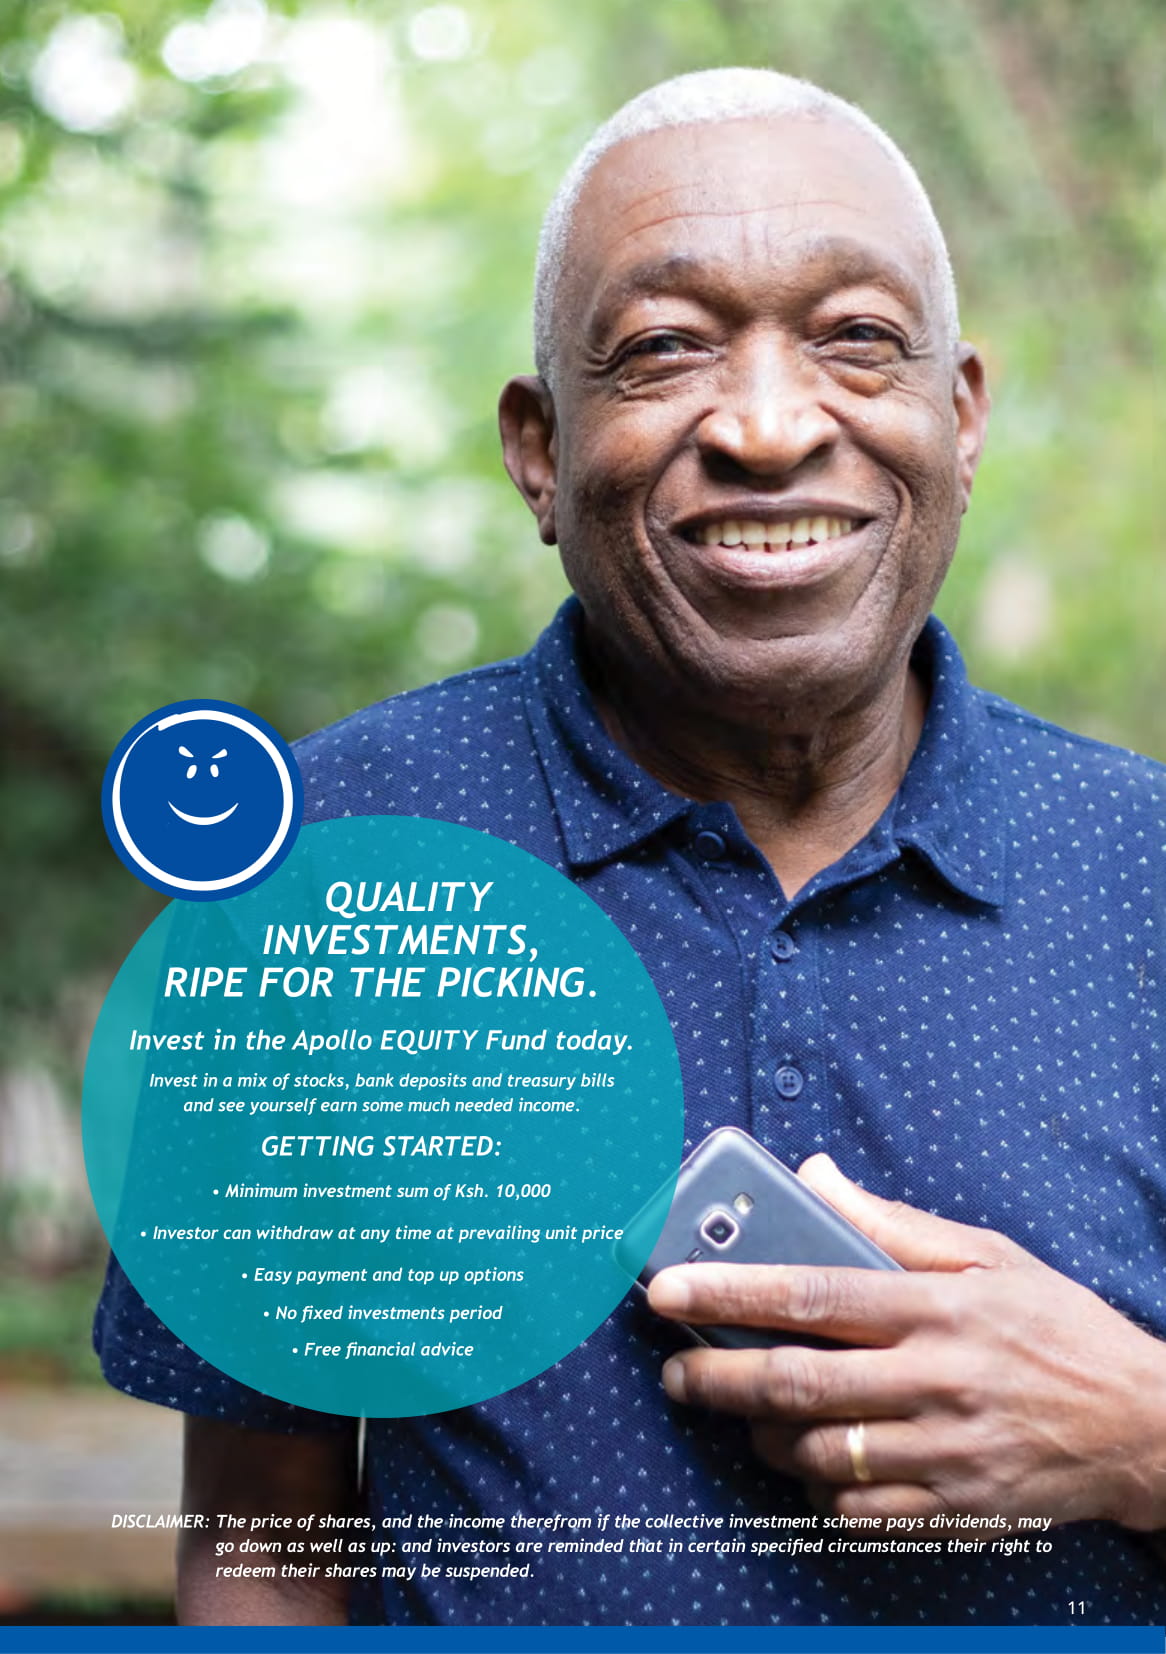 QUALITY
INVESTMENTS,
RIPE FOR THE PICKING.
Invest in the Apollo EQUITY Fund today.
Invest in a mix of stocks, bank deposits and treasury bills
and see yourself earn some much needed income.
GETTING STARTED:
• Minimum investment sum of Ksh. 10,000
• Investor can withdraw at any time at prevailing unit price
• Easy payment and top up options
• No fixed investments period
• Free financial advice
DISCLAIMER: The price of shares, and the income therefrom if the collective investment scheme pays dividends, may
go down as well as up: and investors are reminded that in certain specified circumstances their right to
redeem their shares may be suspended.
11